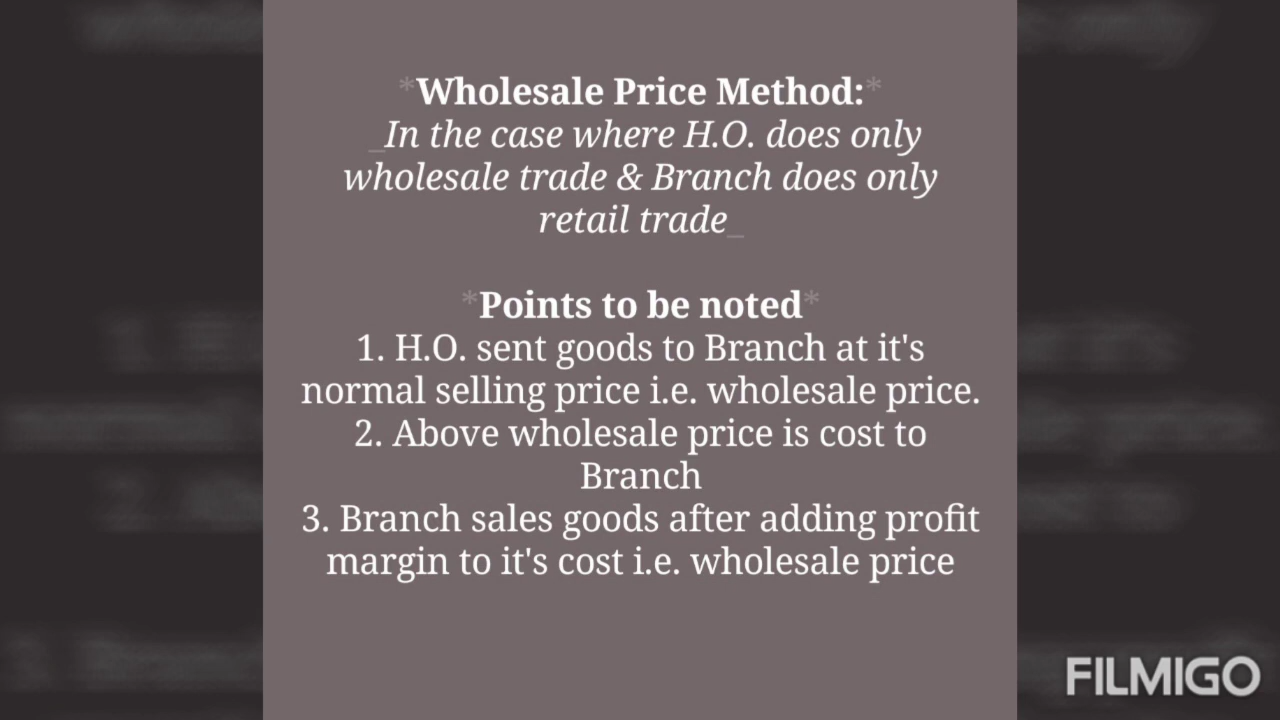 *Wholesale Price Method:*
_In the case where H.O. does only
wholesale trade & Branch does only
retail trade_
*Points to be noted*
1. H.O. sent goods to Branch at it's
normal selling price i.e. wholesale price.
2. Above wholesale price is cost to
Branch
3. Branch sales goods after adding profit
margin to it's cost i.e. wholesale price
FILMIGO